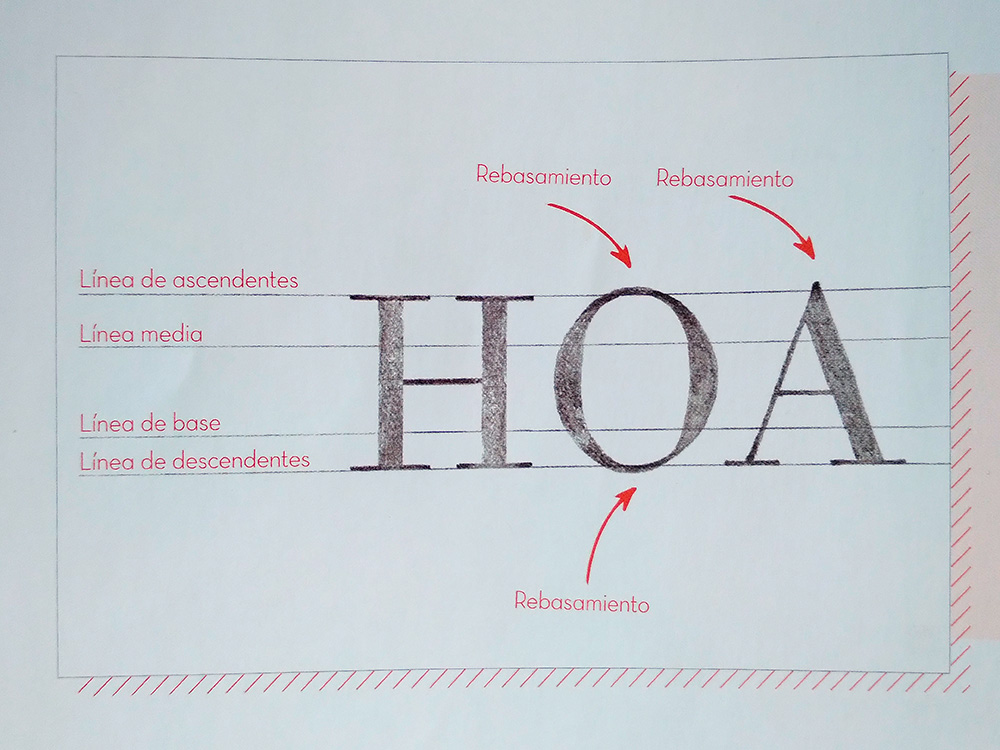 Rebasamiento Rebasamiento
Línea de ascendentes
HOA
Línea media
Línea de base
Línea de descendentes
Rebasamiento